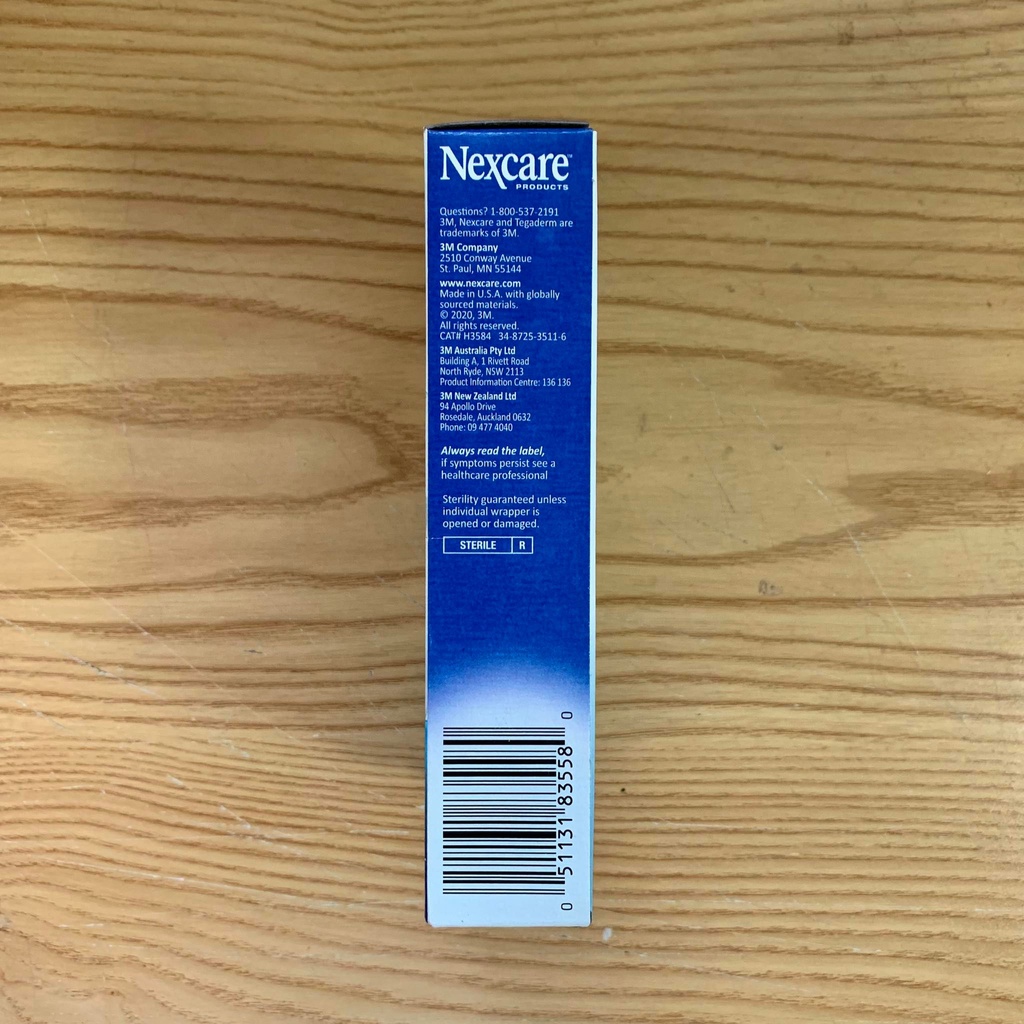 Nexcare™
PRODUCTS
Questions? 1-800-537-2191
3M, Nexcare and Tegaderm are
trademarks of 3M.
3M Company
2510 Conway Avenue
St. Paul, MN 55144
www.nexcare.com
Made in U.S.A. with globally
sourced materials.
© 2020, 3M.
All rights reserved.
CAT# H3584 34-8725-3511-6
3M Australia Pty Ltd
Building A, 1 Rivett Road
North Ryde, NSW 2113
Product Information Centre: 136 136
3M New Zealand Ltd
94 Apollo Drive
Rosedale, Auckland 0632
Phone: 09 477 4040
Always read the label,
if symptoms persist see a
healthcare professional
Sterility guaranteed unless
individual wrapper is
opened or damaged.
STERILE R
0 51131 83558 0